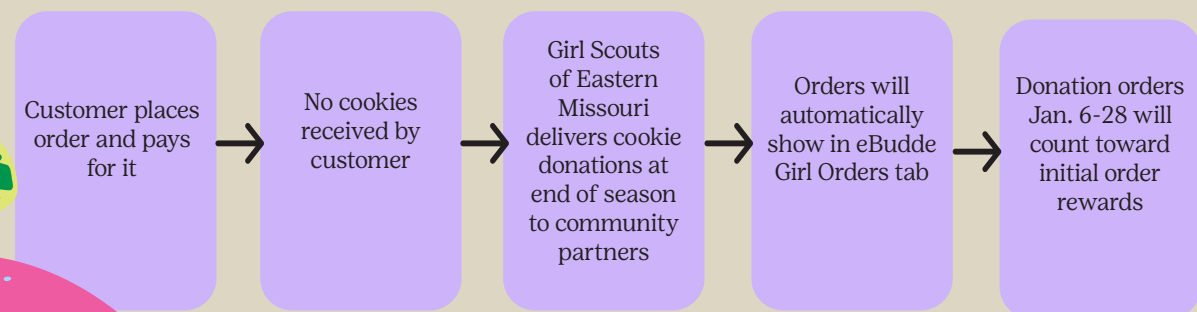 Customer places
order and pays
for it
No cookies
received by
customer
Girl Scouts
of Eastern
Missouri
delivers cookie
donations at
end of season
to community
partners
Orders will
automatically
show in eBudde
Girl Orders tab
Donation orders
Jan. 6-28 will
count toward
initial order
rewards